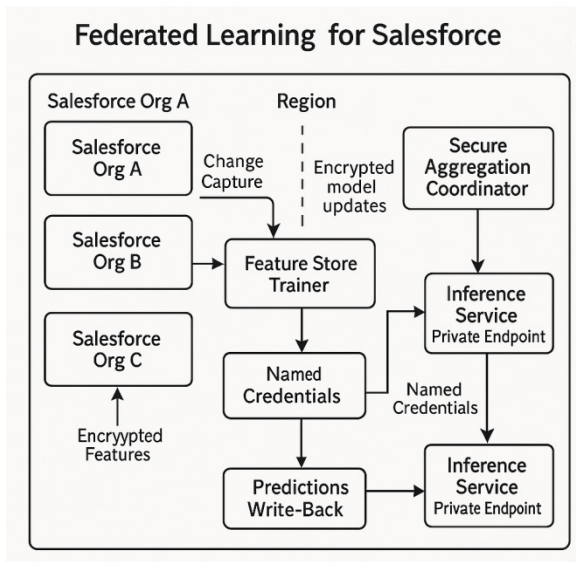 Federated Learning for Salesforce
Salesforce Org A
Region
Salesforce
Org A
Change
Capture
Encrypted
model
updates
Secure
Aggregation
Coordinator
Salesforce
Org B
Feature Store
Trainer
Inference
Service
Private Endpoint
Salesforce
Org C
Named
Credentials
Named
Credentials
Encryypted
Features
Predictions
Write-Back
Inference
Service
Private Endpoint